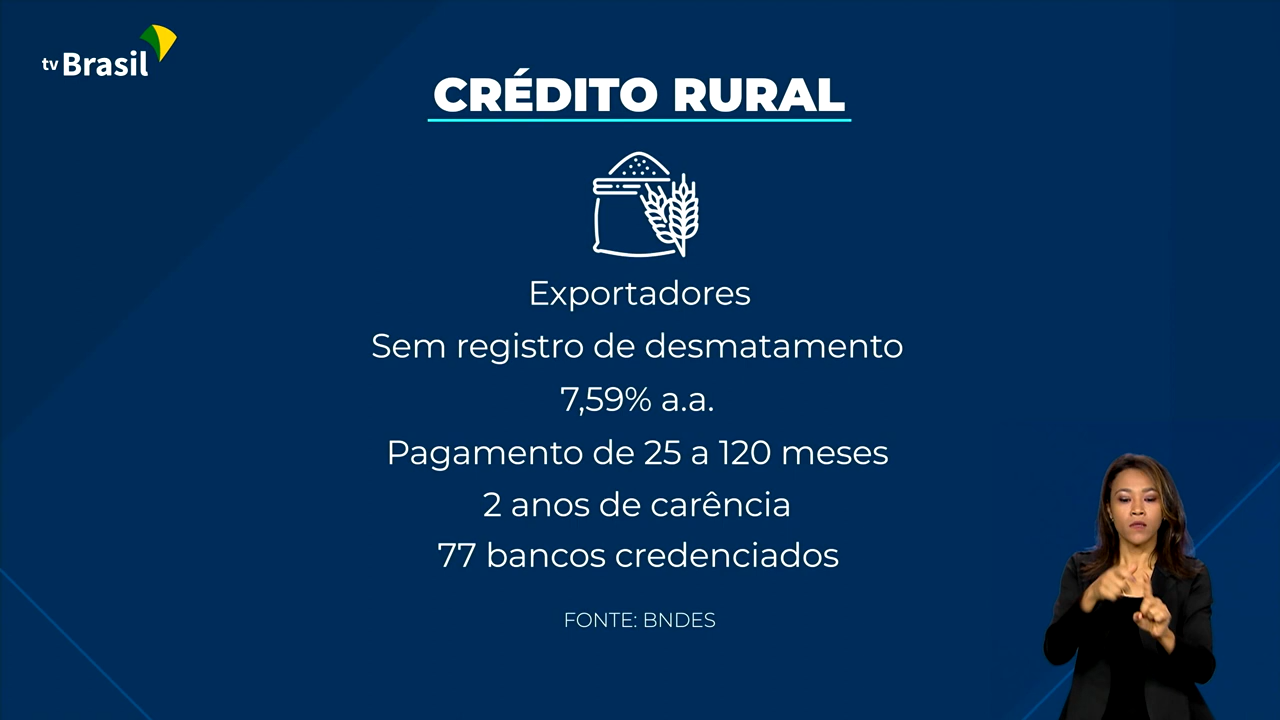 tv Brasil
CRÉDITO RURAL
Exportadores
Sem registro de desmatamento
7,59% a.a.
Pagamento de 25 a 120 meses
2 anos de carência
77 bancos credenciados
FONTE: BNDES